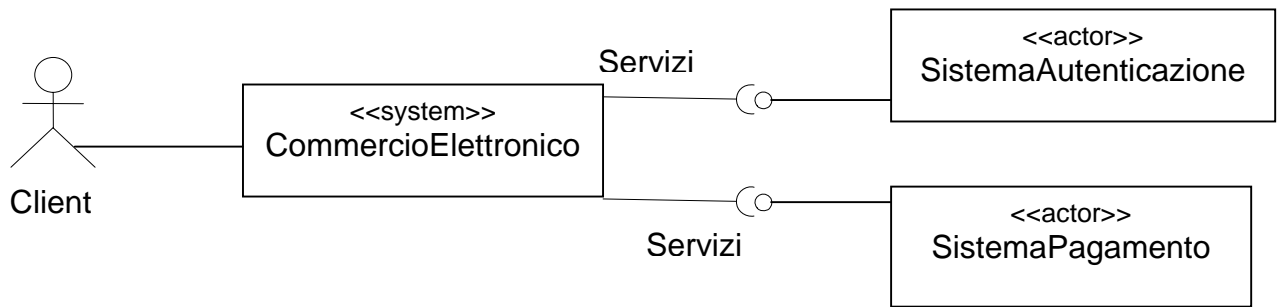 <<actor>>
SistemaAutenticazione
Servizi
<<system>>
CommercioElettronico
Client
<<actor>>
SistemaPagamento
Servizi